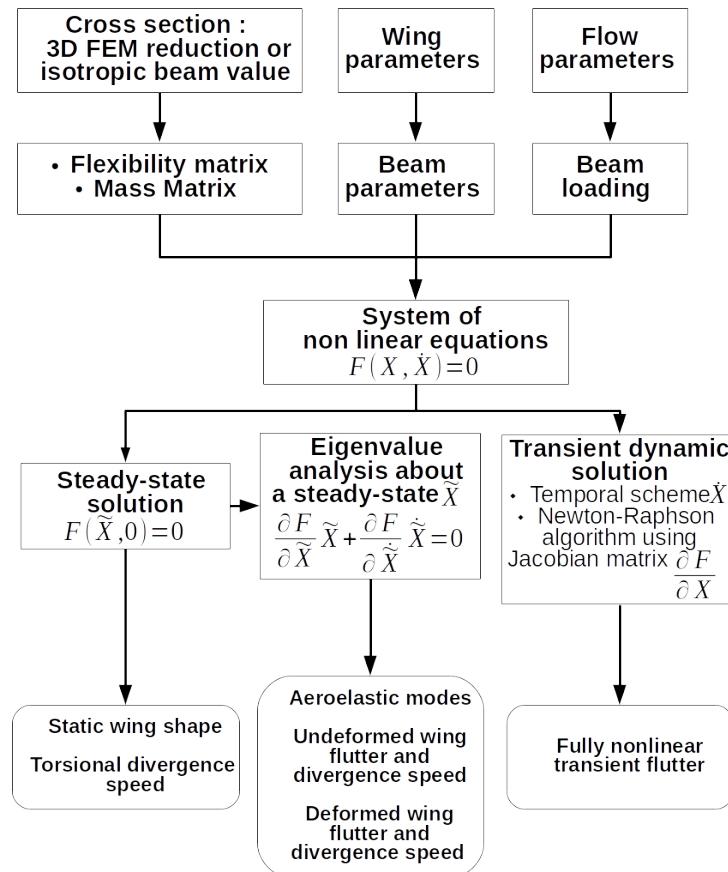 Cross section :
3D FEM reduction or
isotropic beam value
Wing
parameters
Flow
parameters
• Flexibility matrix
• Mass Matrix
Beam
parameters
Beam
loading
System of
non linear equations
F(X,Ẋ)=0
Steady-state
solution
F(X̃,0)=0
Eigenvalue
analysis about
a steady-state X̃
∂F/∂X̃ X̃ + ∂F/∂X̃̇ X̃̇ = 0
Transient dynamic
solution
• Temporal scheme Ẋ
• Newton-Raphson
algorithm using
Jacobian matrix ∂F/∂X
Static wing shape
Torsional divergence
speed
Aeroelastic modes
Undeformed wing
flutter and
divergence speed
Deformed wing
flutter and
divergence speed
Fully nonlinear
transient flutter